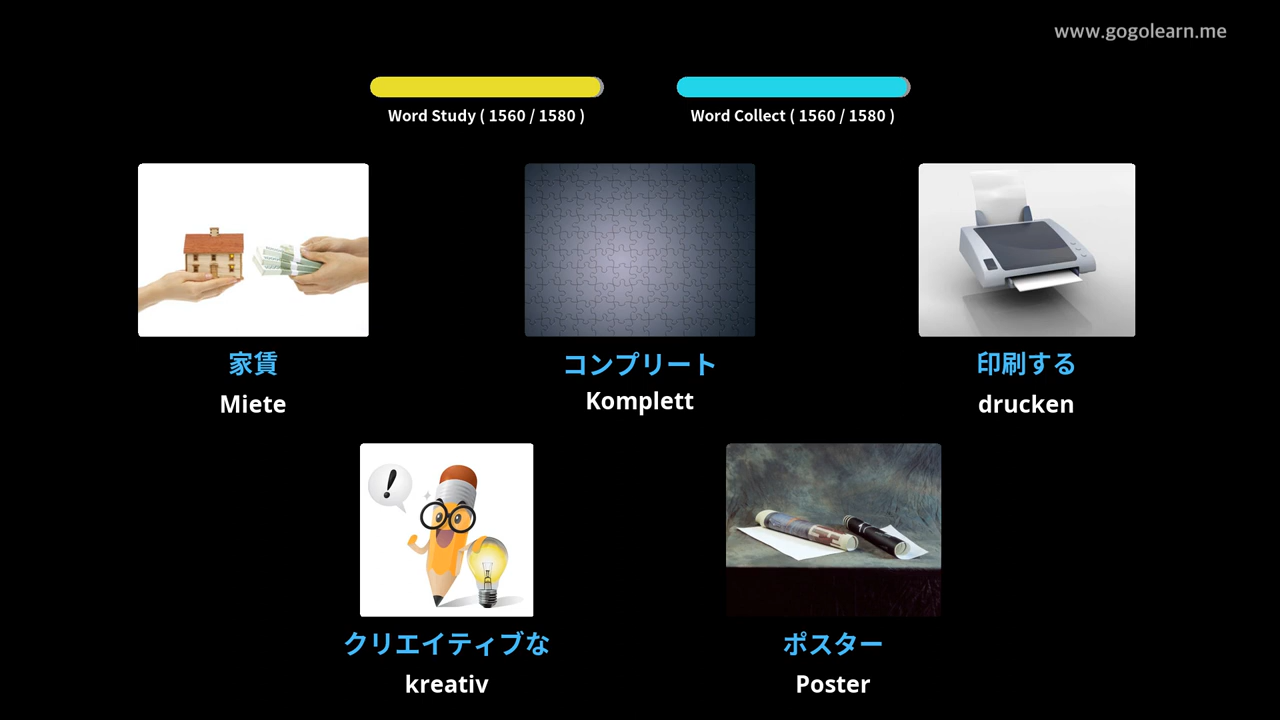 www.gogolearn.me
Word Study ( 1560 / 1580 )
Word Collect ( 1560 / 1580 )
家賃
コンプリート
印刷する
Miete
Komplett
drucken
クリエイティブな
ポスター
kreativ
Poster